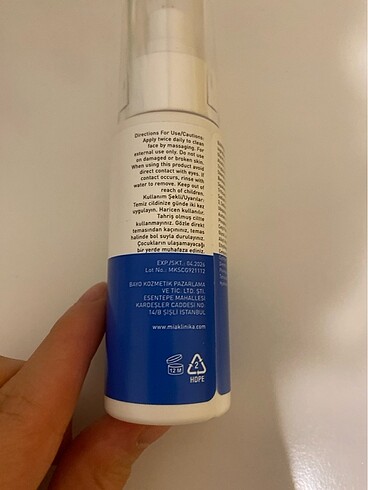 Directions For Use/Cautions:
Apply twice daily to clean
face by massaging. For
external use only. Do not use
on damaged or broken skin.
When using this product avoid
direct contact with eyes. If
contact occurs, rinse with
water to remove. Keep out of
reach of children.
Kullanım Şekli/Uyarılar:
Temiz cildinize günde iki kez
uygulayın. Haricen kullanılır.
Tahriş olmuş ciltte
kullanmayınız. Gözle direkt
temasından kaçınınız, temas
halinde bol suyla durulayınız.
Çocukların ulaşamayacağı
bir yerde muhafaza ediniz.
EXP./SKT.: 04.2026
Lot No.: MKSC0921112
BAYO KOZMETİK PAZARLAMA
VE TİC. LTD. ŞTİ.
ESENTEPE MAHALLESİ
KARDEŞLER CADDESİ NO:
14/B ŞİŞLİ İSTANBUL
www.miaklinika.com
12 M
2
HDPE